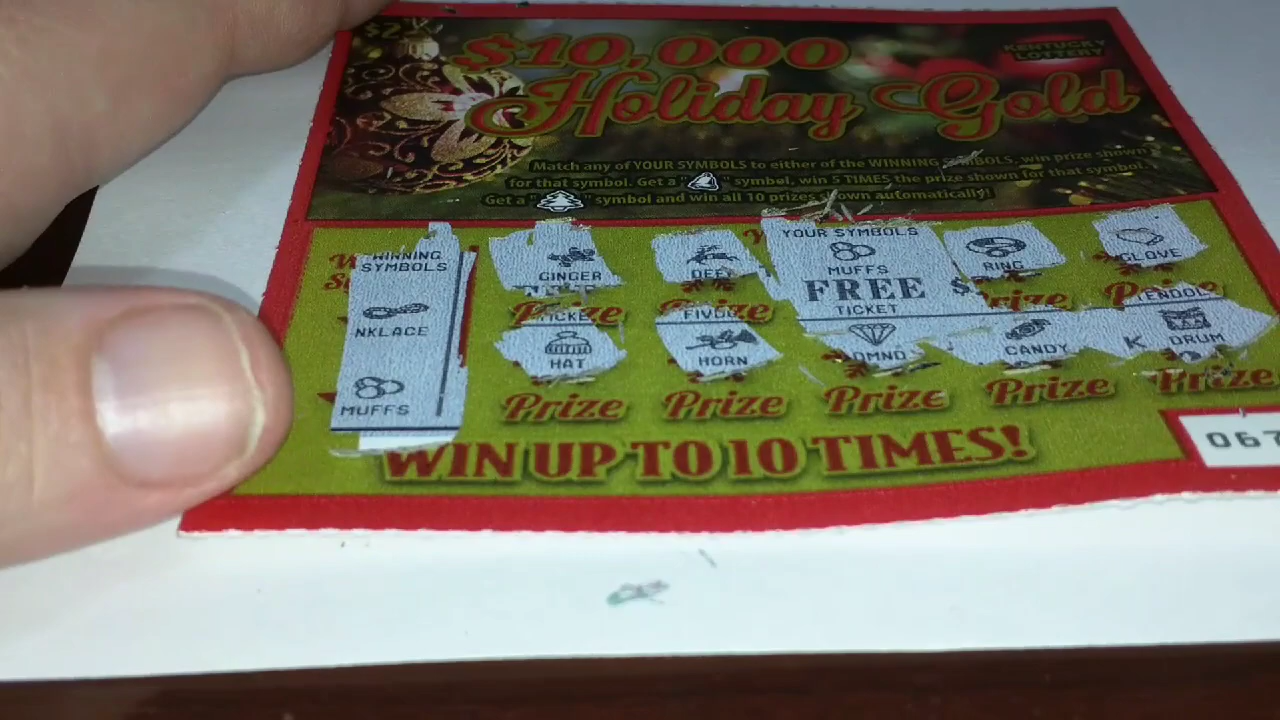 $2
$10,000
Holiday Gold
KENTUCKY
LOTTERY
Match any of YOUR SYMBOLS to either of the WINNING SYMBOLS, win prize shown
for that symbol. Get a " " symbol, win 5 TIMES the prize shown for that symbol.
Get a " " symbol and win all 10 prizes shown automatically!
WINNING
SYMBOLS
NKLACE
MUFFS
YOUR SYMBOLS
GINGER
DEER
MUFFS
RING
GLOVE
FREE $
TICKET
Prize
Prize
Prize
Prize
TICKET
TENDOL
HAT
HORN
DMND
CANDY
K DRUM
Prize
Prize
Prize
Prize
Prize
WIN UP TO 10 TIMES!
067